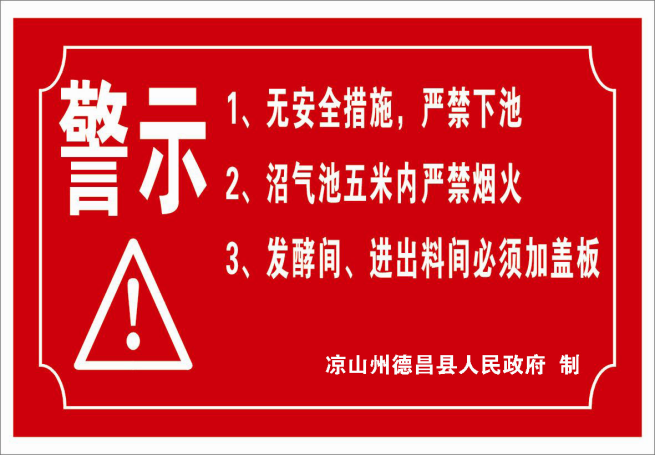 警示
1、无安全措施，严禁下池
2、沼气池五米内严禁烟火
3、发酵间、进出料间必须加盖板
凉山州德昌县人民政府 制